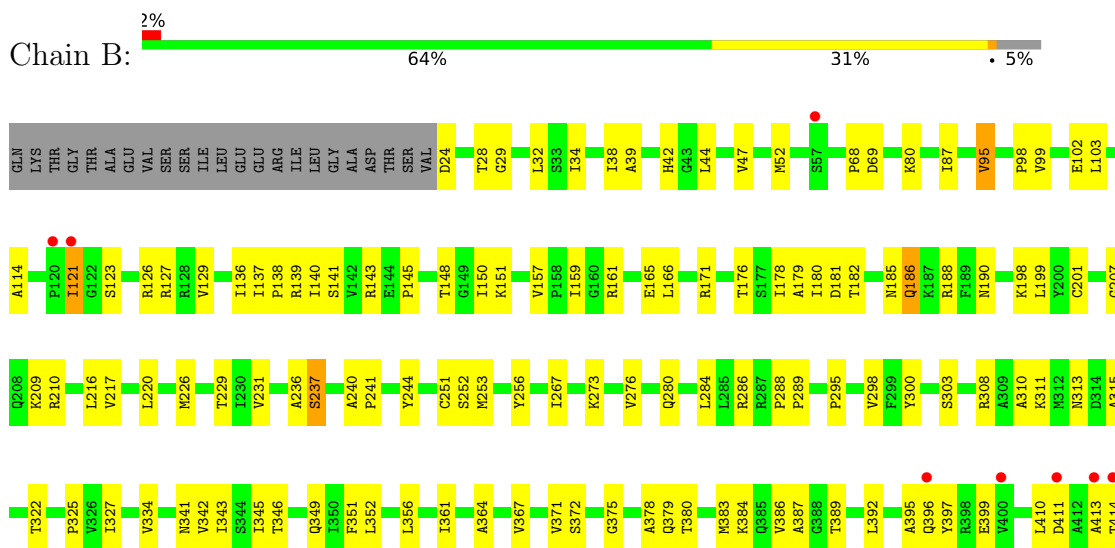 2%
Chain B:
64% 31% • 5%
GLN LYS THR GLY THR ALA GLU VAL SER SER ILE LEU GLU GLU ARG ILE LEU GLY ALA ASP THR SER VAL D24 T28 G29 L32 S33 I34 I38 A39 H42 G43 L44 V47 M52 S57 P68 D69 K80 I87 V95 P98 V99 E102 L103
A114 P120 I121 G122 S123 R126 R127 R128 V129 I136 I137 P138 R139 I140 S141 V142 R143 E144 P145 T148 G149 I150 K151 V157 P158 I159 G160 R161 E165 L166 R171 T176 S177 I178 A179 I180 D181 T182 N185 Q186 K187 R188 F189 N190 K198 L199 Y200 C201
Q208 K209 R210 L216 V217 L220 M226 T229 I230 V231 A236 S237 A240 P241 Y244 C251 S252 M253 Y256 I267 K273 V276 Q280 L284 L285 R286 R287 P288 P289 P295 V298 F299 Y300 S303 R308 A309 A310 K311 M312 N313 D314 A315
T322 P325 V326 I327 V334 N341 V342 I343 S344 I345 T346 Q349 I350 F351 L352 L356 I361 A364 V367 V371 S372 G375 A378 Q379 T380 M383 K384 Q385 V386 A387 G388 T389 L392 A395 Q396 Y397 R398 E399 V400 L410 D411 A412 A413